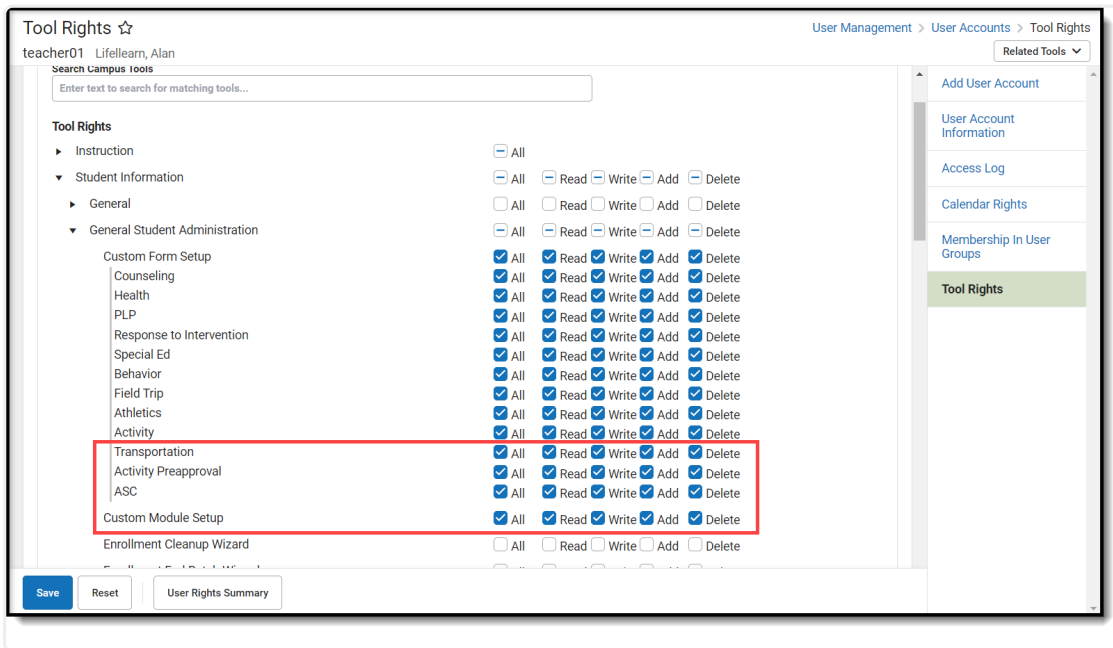 Tool Rights
User Management > User Accounts > Tool Rights
teacher01 Lifellearn, Alan
Related Tools
Search Campus Tools
Enter text to search for matching tools...
Tool Rights
Instruction All
Student Information All Read Write Add Delete
General All Read Write Add Delete
General Student Administration All Read Write Add Delete
Custom Form Setup All Read Write Add Delete
Counseling All Read Write Add Delete
Health All Read Write Add Delete
PLP All Read Write Add Delete
Response to Intervention All Read Write Add Delete
Special Ed All Read Write Add Delete
Behavior All Read Write Add Delete
Field Trip All Read Write Add Delete
Athletics All Read Write Add Delete
Activity All Read Write Add Delete
Transportation All Read Write Add Delete
Activity Preapproval All Read Write Add Delete
ASC All Read Write Add Delete
Custom Module Setup All Read Write Add Delete
Enrollment Cleanup Wizard All Read Write Add Delete
Save
Reset
User Rights Summary
Add User Account
User Account
Information
Access Log
Calendar Rights
Membership In User
Groups
Tool Rights